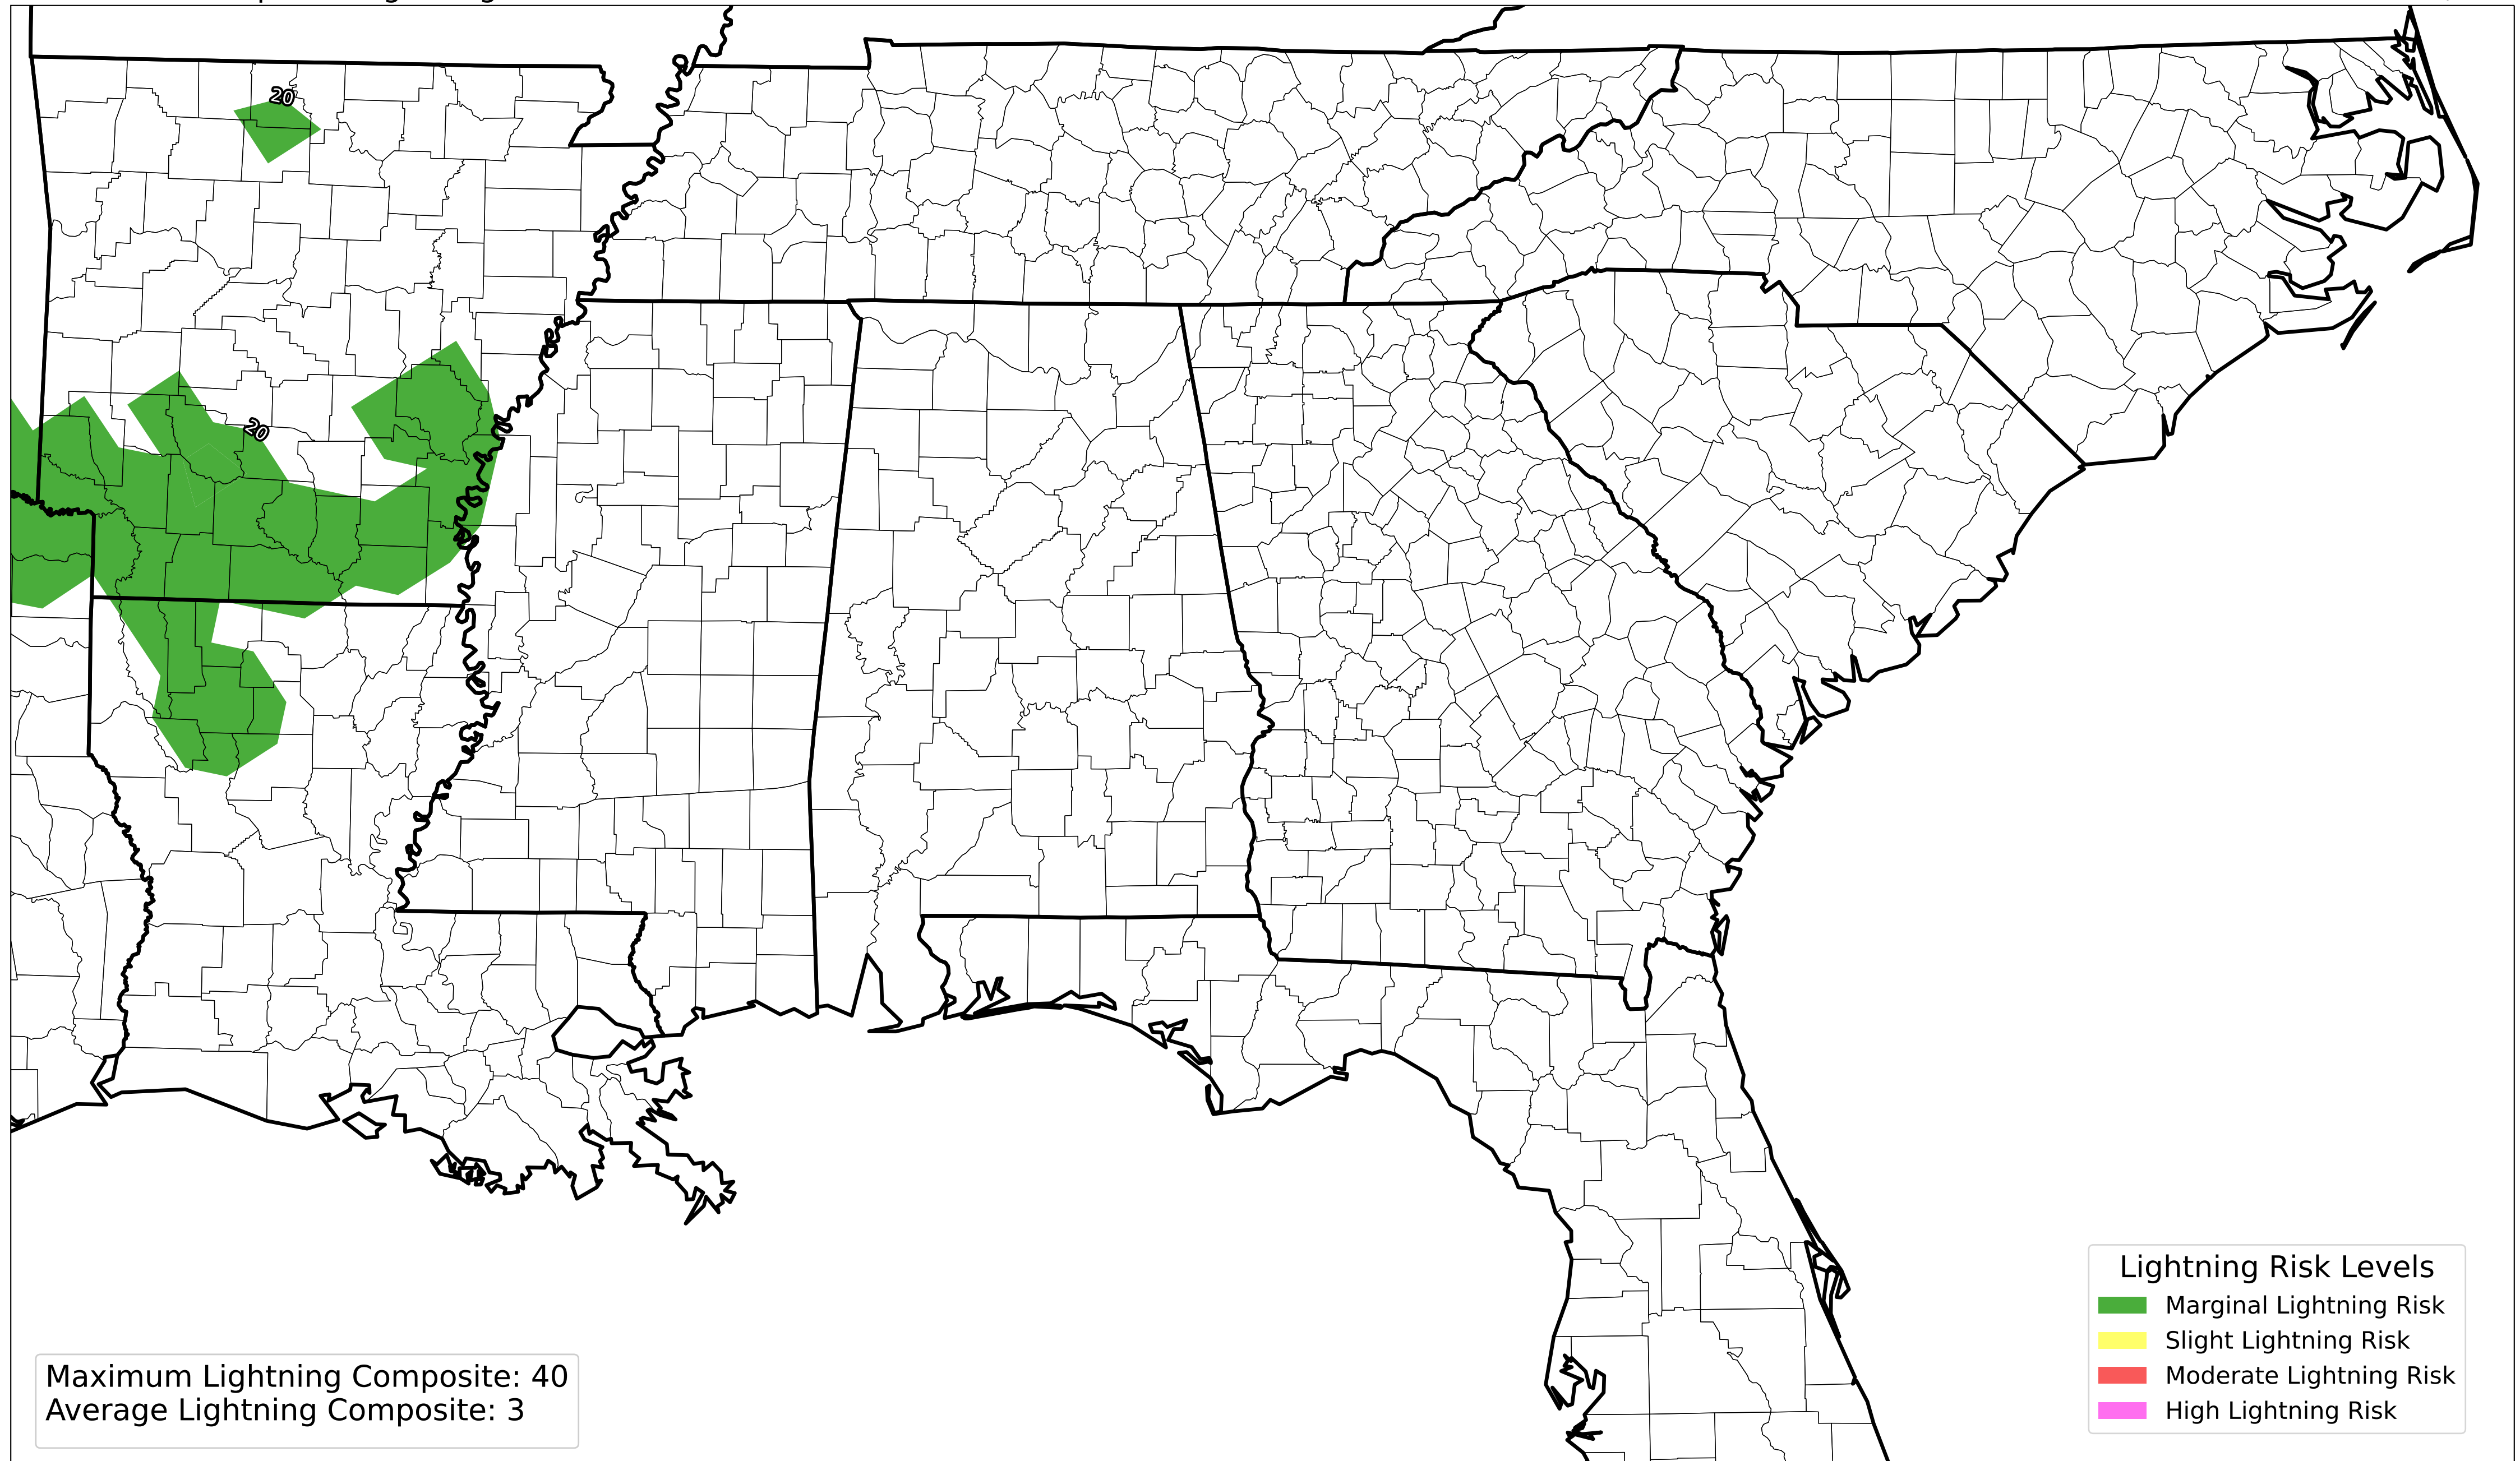 20
20
Maximum Lightning Composite: 40
Average Lightning Composite: 3
Lightning Risk Levels
Marginal Lightning Risk
Slight Lightning Risk
Moderate Lightning Risk
High Lightning Risk